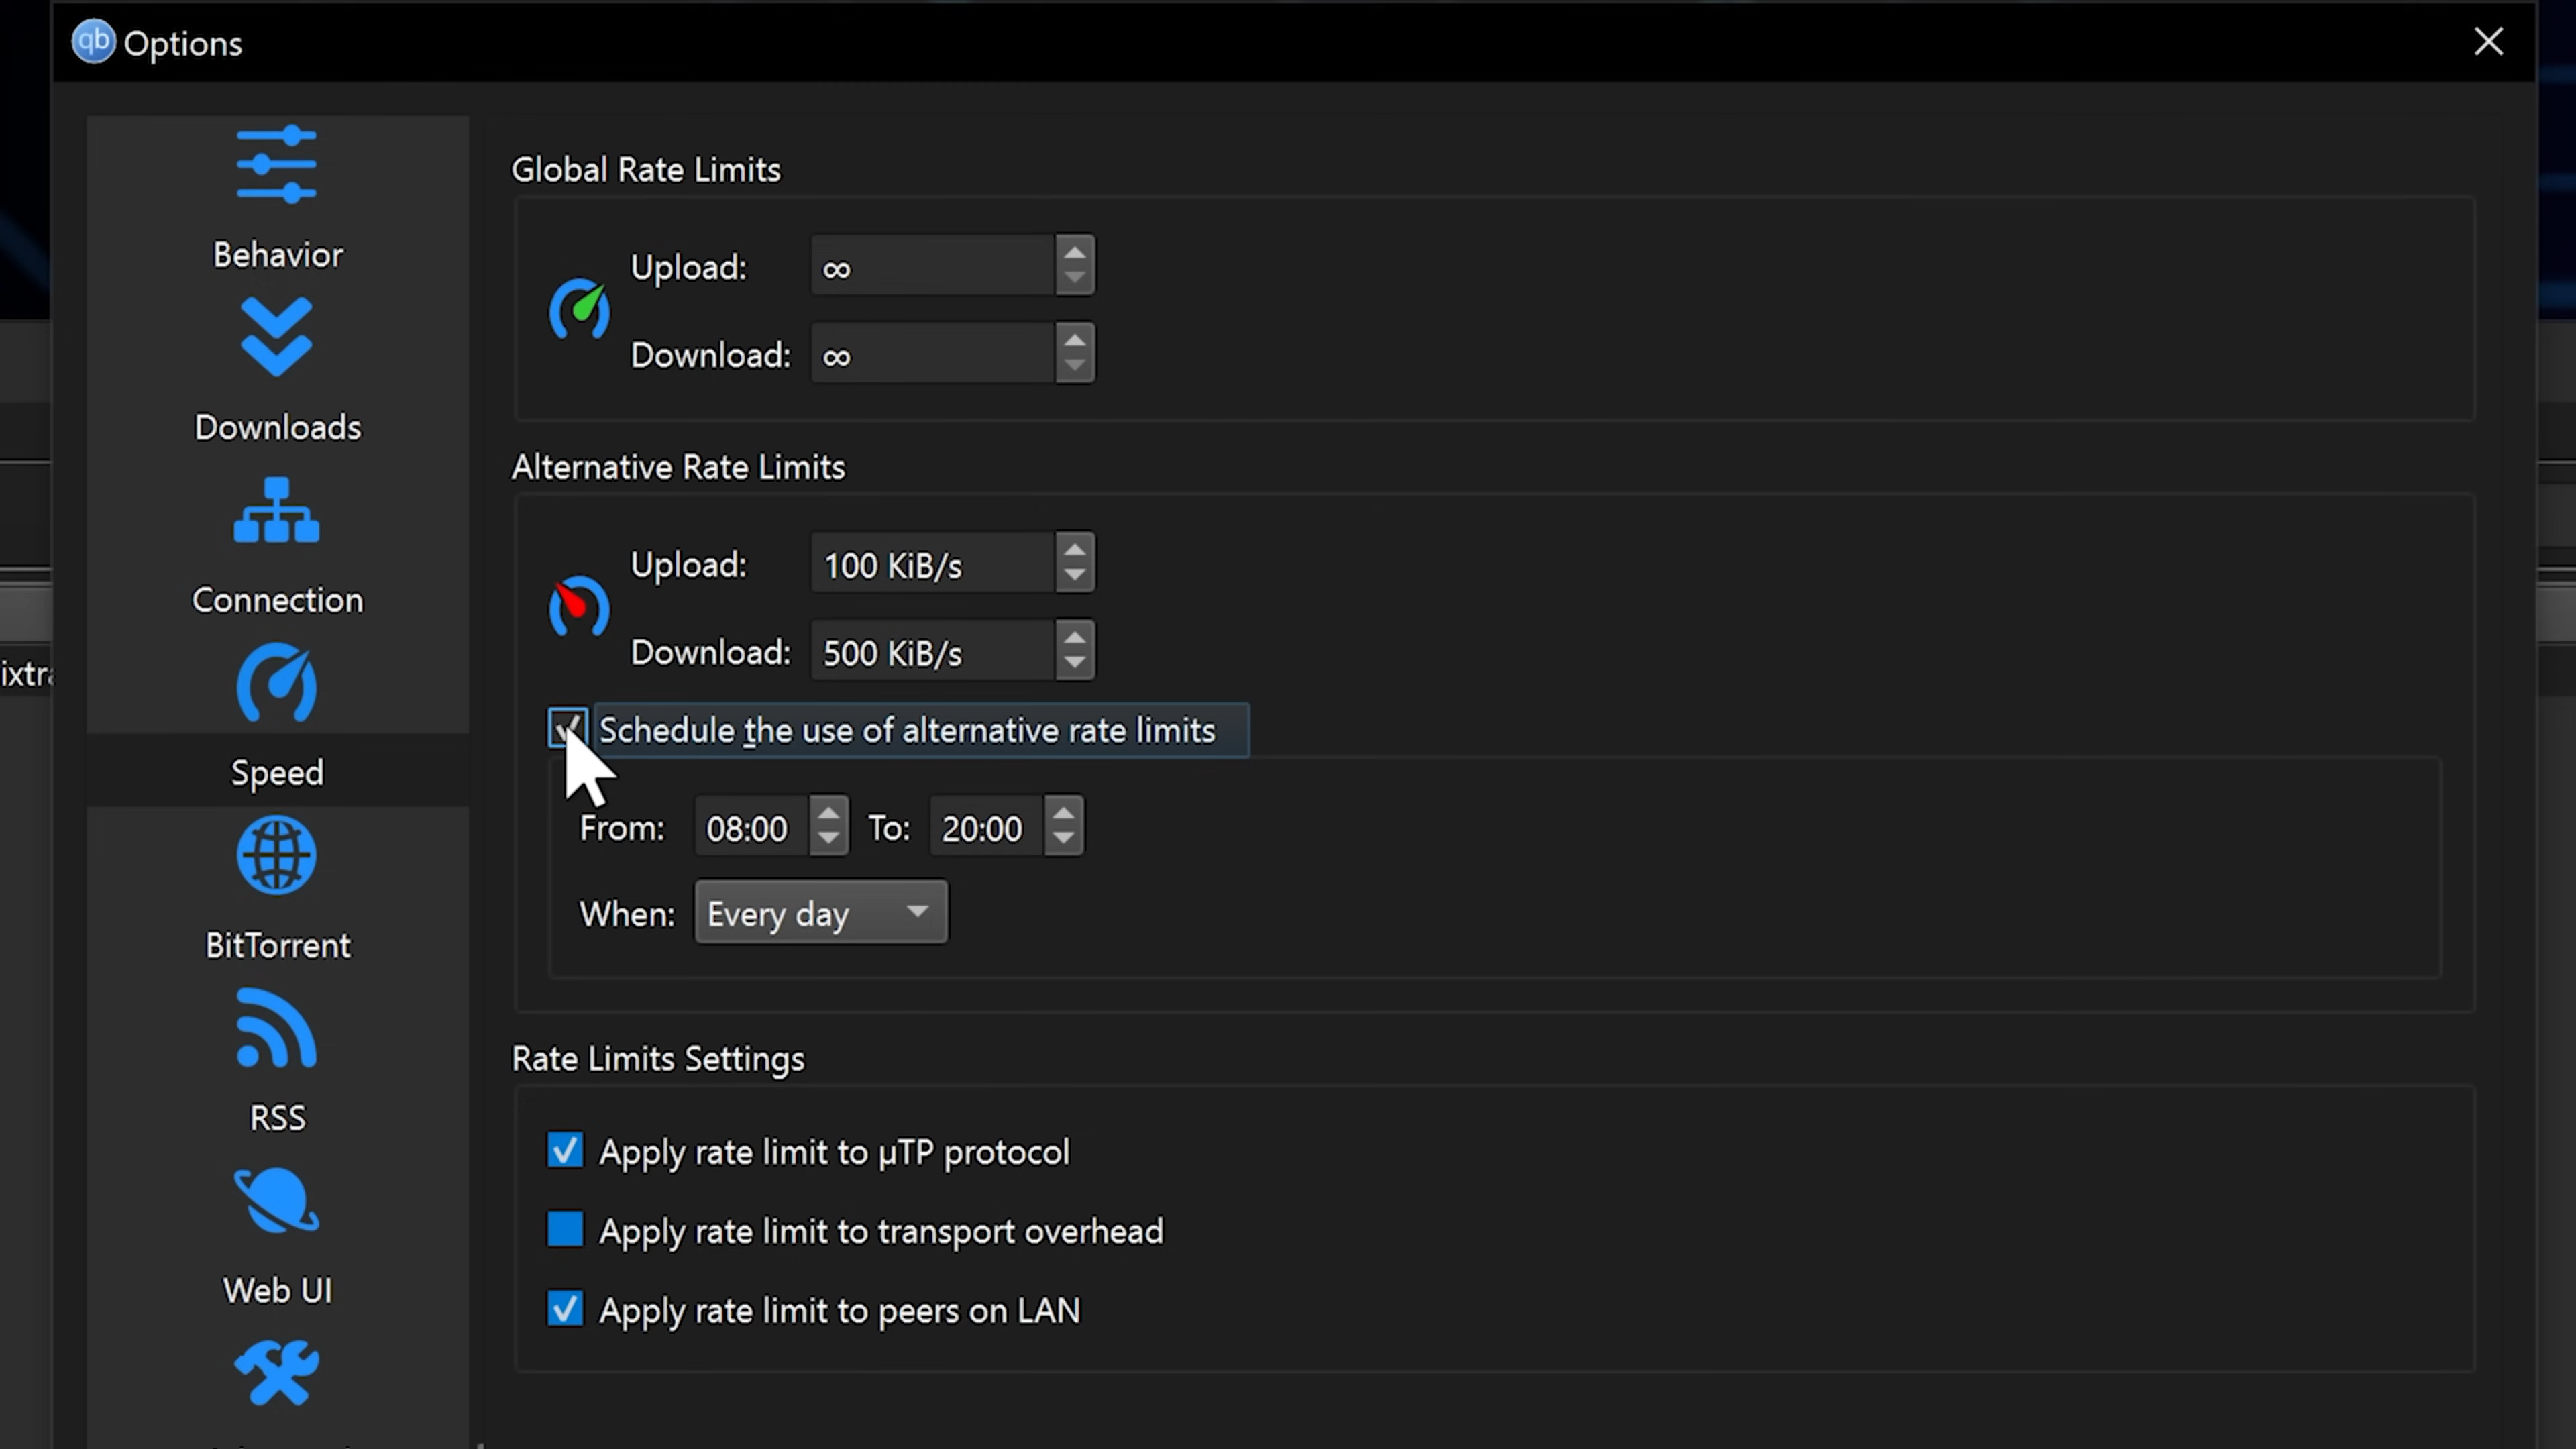 qb Options
Behavior
Downloads
Connection
Speed
BitTorrent
RSS
Web UI
Global Rate Limits
Upload: ∞
Download: ∞
Alternative Rate Limits
Upload: 100 KiB/s
Download: 500 KiB/s
Schedule the use of alternative rate limits
From: 08:00 To: 20:00
When: Every day
Rate Limits Settings
Apply rate limit to µTP protocol
Apply rate limit to transport overhead
Apply rate limit to peers on LAN